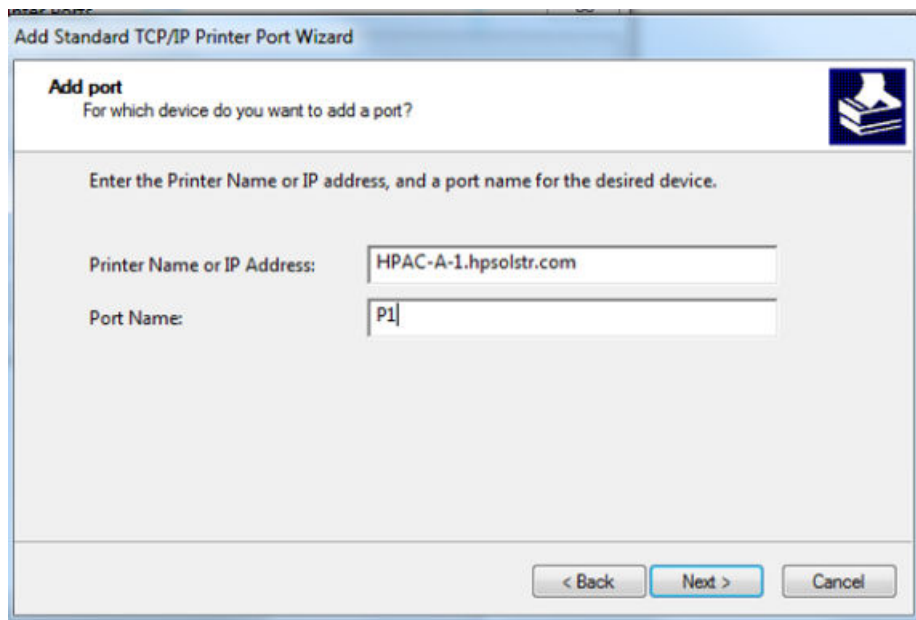 Add Standard TCP/IP Printer Port Wizard
Add port
For which device do you want to add a port?
Enter the Printer Name or IP address, and a port name for the desired device.
Printer Name or IP Address: HPAC-A-1.hpsolstr.com
Port Name: P1
< Back Next > Cancel